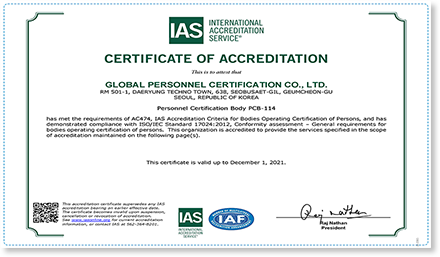 IAS INTERNATIONAL
ACCREDITATION
SERVICE®
CERTIFICATE OF ACCREDITATION
This is to attest that
GLOBAL PERSONNEL CERTIFICATION CO., LTD.
RM 501-1, DAERYUNG TECHNO TOWN, 638, SEOBUSAET-GIL, GEUMCHEON-GU
SEOUL, REPUBLIC OF KOREA
Personnel Certification Body PCB-114
has met the requirements of AC474, IAS Accreditation Criteria for Bodies Operating Certification of Persons, and has
demonstrated compliance with ISO/IEC Standard 17024:2012, Conformity assessment – General requirements for
bodies operating certification of persons. This organization is accredited to provide the services specified in the scope
of accreditation maintained on the following page(s).
This certificate is valid up to December 1, 2021.
This accreditation certificate supersedes any IAS
accreditation bearing an earlier effective date.
The certificate becomes invalid upon suspension,
cancellation or revocation of accreditation.
See www.iasonline.org for current accreditation
information, or contact IAS at 562-364-8201.
IAS
INTERNATIONAL
ACCREDITATION
SERVICE
IAF
Raj Nathan
Raj Nathan
President